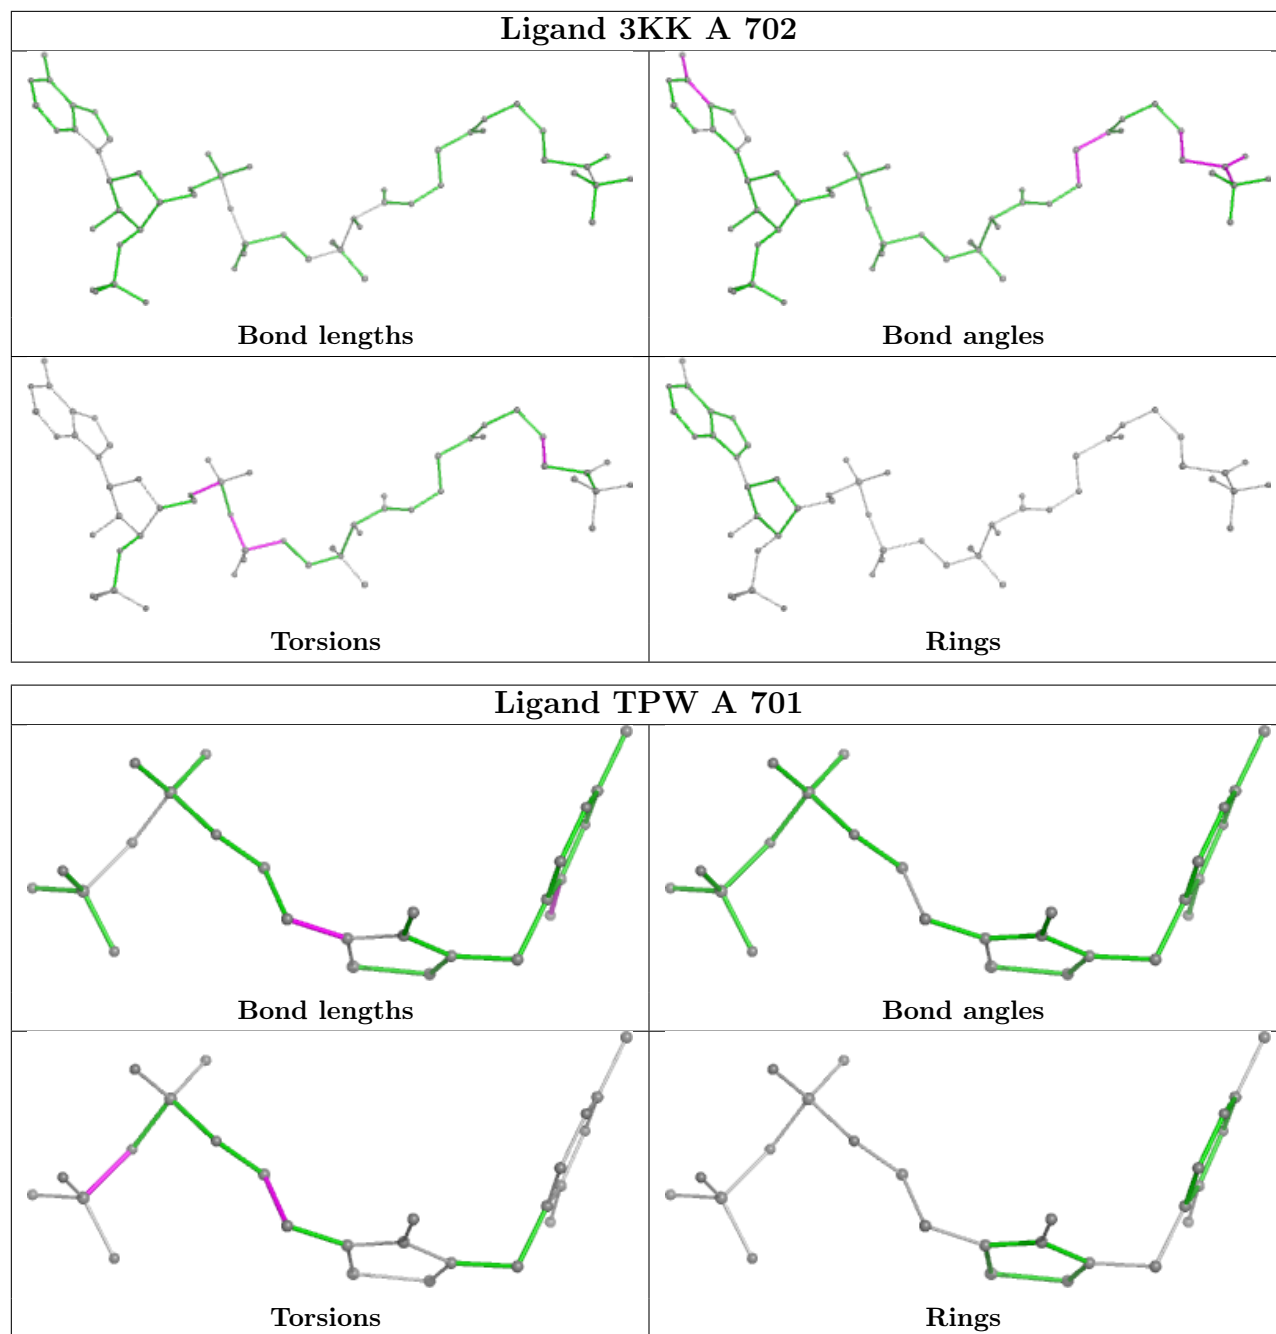 Ligand 3KK A 702
Bond lengths
Bond angles
Torsions
Rings
Ligand TPW A 701
Bond lengths
Bond angles
Torsions
Rings